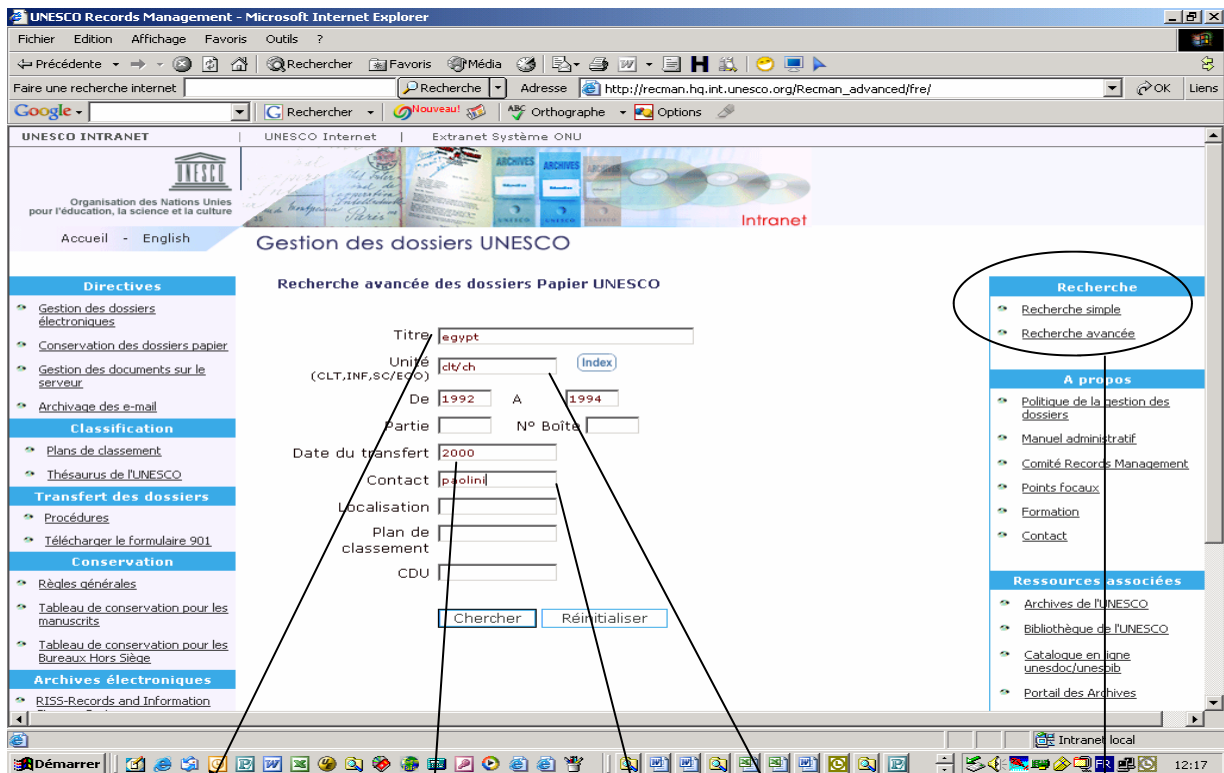 UNESCO Records Management - Microsoft Internet Explorer
Fichier Edition Affichage Favoris Outils ?
Précédente Rechercher Favoris Média
Faire une recherche internet Recherche Adresse http://recman.hq.int.unesco.org/Recman_advanced/fre/ OK Liens
Google Rechercher Nouveau! ABC Orthographe Options
UNESCO INTRANET | UNESCO Internet | Extranet Système ONU
UNESCO
Organisation des Nations Unies
pour l'éducation, la science et la culture
ARCHIVES ARCHIVES
Paris
Intranet
Accueil - English
Gestion des dossiers UNESCO
Directives
Gestion des dossiers
électroniques
Conservation des dossiers papier
Gestion des documents sur le
serveur
Archivage des e-mail
Classification
Plans de classement
Thésaurus de l'UNESCO
Transfert des dossiers
Procédures
Télécharger le formulaire 901
Conservation
Règles générales
Tableau de conservation pour les
manuscrits
Tableau de conservation pour les
Bureaux Hors Siège
Archives électroniques
RISS-Records and Information
Recherche avancée des dossiers Papier UNESCO
Titre egypt
Unité clt/ch Index
(CLT,INF,SC/ECO)
De 1992 A 1994
Partie N° Boîte
Date du transfert 2000
Contact paolini
Localisation
Plan de
classement
CDU
Chercher Réinitialiser
Recherche
Recherche simple
Recherche avancée
A propos
Politique de la gestion des
dossiers
Manuel administratif
Comité Records Management
Points focaux
Formation
Contact
Ressources associées
Archives de l'UNESCO
Bibliothèque de l'UNESCO
Catalogue en ligne
unesdoc/unesbib
Portail des Archives
Intranet local
Démarrer FR 12:17